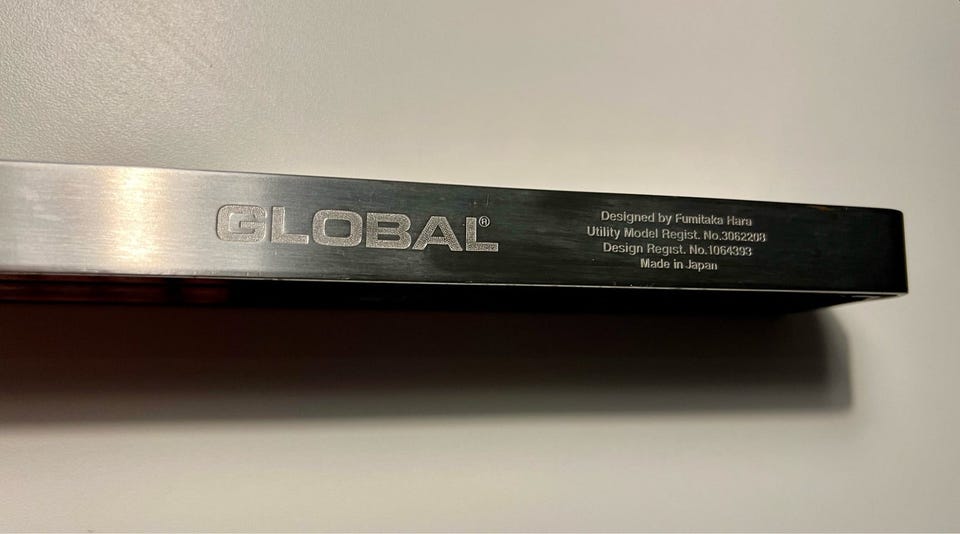 GLOBAL®
Designed by Fumitaka Hara
Utility Model Regist. No.3062208
Design Regist. No.1064393
Made in Japan